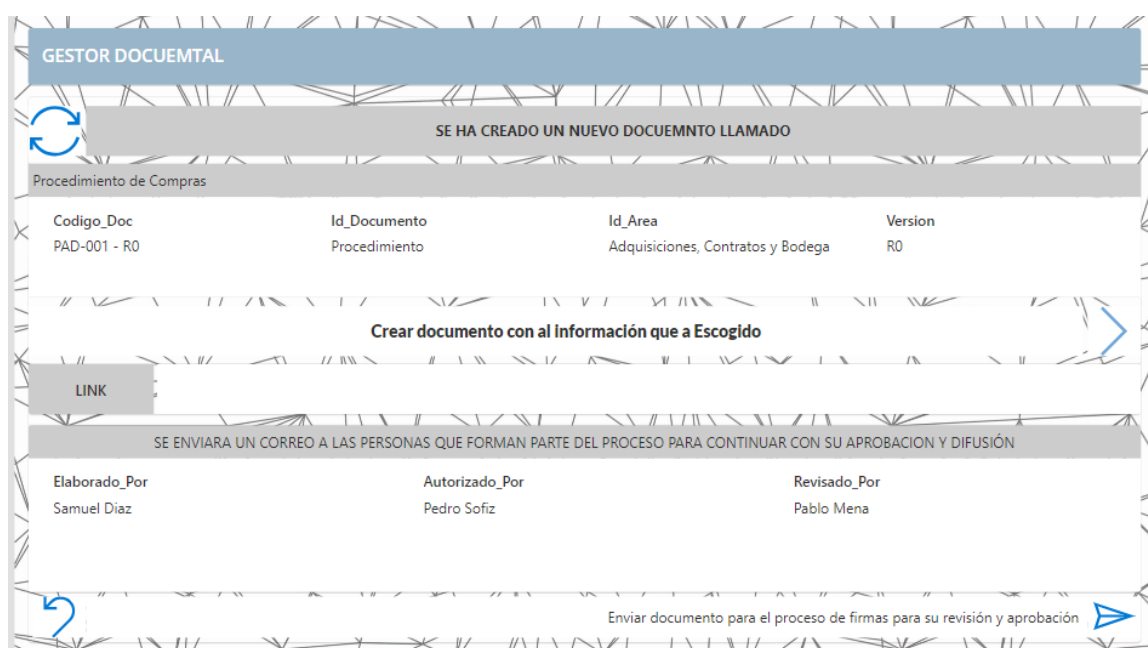 GESTOR DOCUEMTAL
SE HA CREADO UN NUEVO DOCUEMNTO LLAMADO
Procedimiento de Compras
Codigo_Doc Id_Documento Id_Area Version
PAD-001 - R0 Procedimiento Adquisiciones, Contratos y Bodega R0
Crear documento con al información que a Escogido
LINK
SE ENVIARA UN CORREO A LAS PERSONAS QUE FORMAN PARTE DEL PROCESO PARA CONTINUAR CON SU APROBACION Y DIFUSIÓN
Elaborado_Por Autorizado_Por Revisado_Por
Samuel Diaz Pedro Sofiz Pablo Mena
Enviar documento para el proceso de firmas para su revisión y aprobación